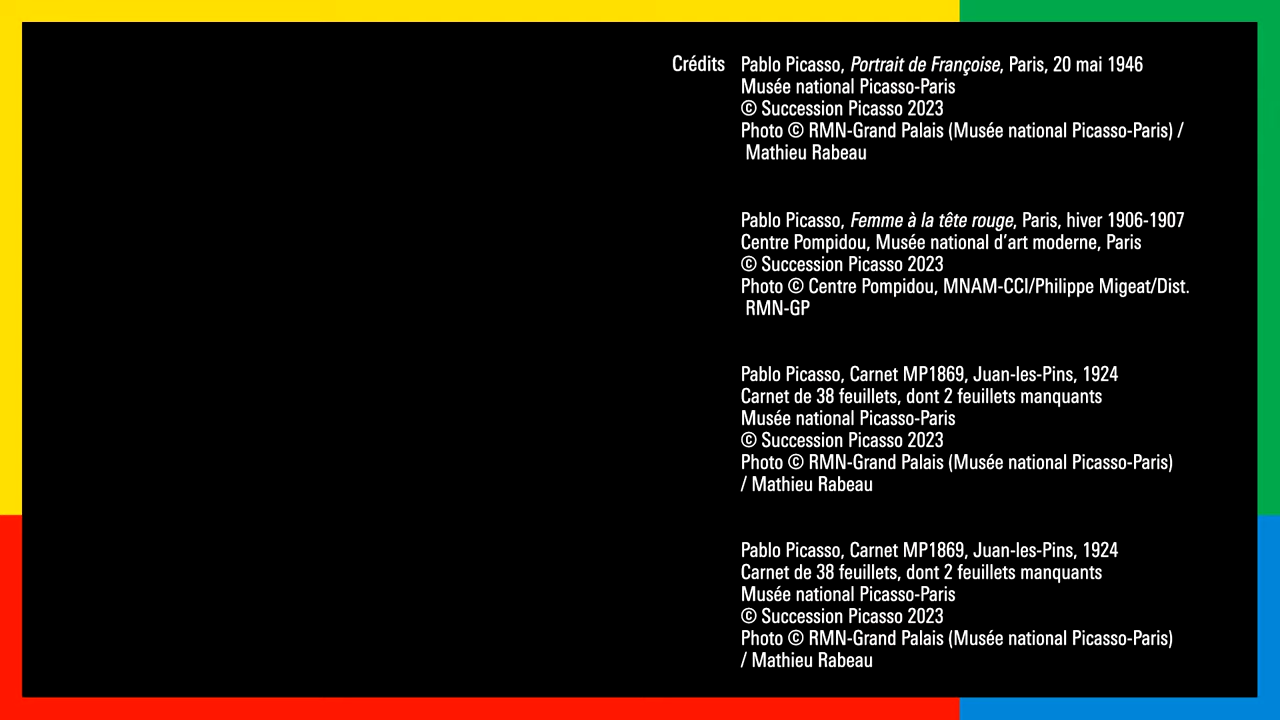 Crédits Pablo Picasso, Portrait de Françoise, Paris, 20 mai 1946
Musée national Picasso-Paris
© Succession Picasso 2023
Photo © RMN-Grand Palais (Musée national Picasso-Paris) /
Mathieu Rabeau
Pablo Picasso, Femme à la tête rouge, Paris, hiver 1906-1907
Centre Pompidou, Musée national d'art moderne, Paris
© Succession Picasso 2023
Photo © Centre Pompidou, MNAM-CCI/Philippe Migeat/Dist.
RMN-GP
Pablo Picasso, Carnet MP1869, Juan-les-Pins, 1924
Carnet de 38 feuillets, dont 2 feuillets manquants
Musée national Picasso-Paris
© Succession Picasso 2023
Photo © RMN-Grand Palais (Musée national Picasso-Paris)
/ Mathieu Rabeau
Pablo Picasso, Carnet MP1869, Juan-les-Pins, 1924
Carnet de 38 feuillets, dont 2 feuillets manquants
Musée national Picasso-Paris
© Succession Picasso 2023
Photo © RMN-Grand Palais (Musée national Picasso-Paris)
/ Mathieu Rabeau